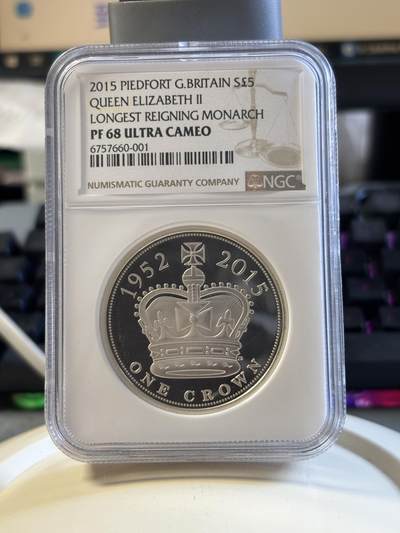 2015 PIEDFORT G.BRITAIN S£5
QUEEN ELIZABETH II
LONGEST REIGNING MONARCH
PF 68 ULTRA CAMEO
6757660-001
NUMISMATIC GUARANTY COMPANY
NGC®
1952 2015
ONE CROWN